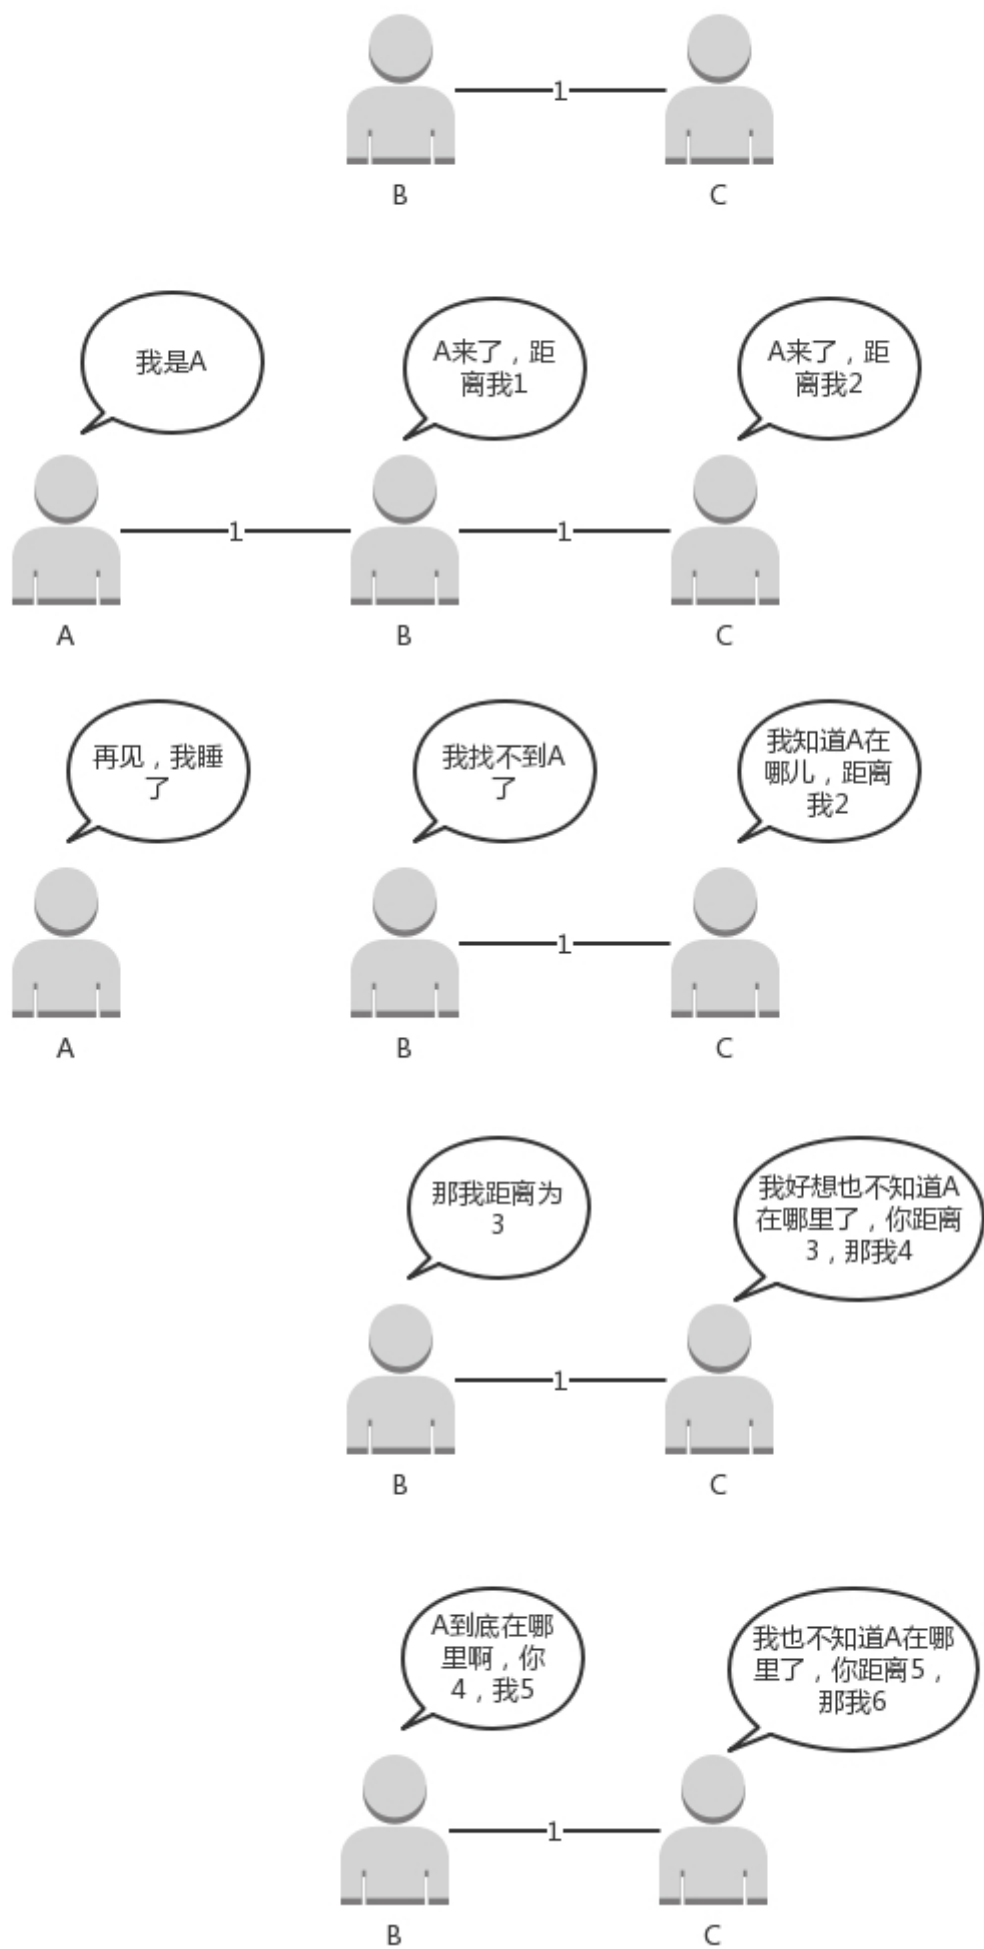 1
B
C
我是A
A来了，距
离我1
A来了，距
离我2
1
1
A
B
C
再见，我睡
了
我找不到A
了
我知道A在
哪儿，距离
我2
1
A
B
C
那我距离为
3
我好想也不知道A
在哪里了，你距离
3，那我4
1
B
C
A到底在哪
里啊，你
4，我5
我也不知道A在哪
里了，你距离5，
那我6
1
B
C